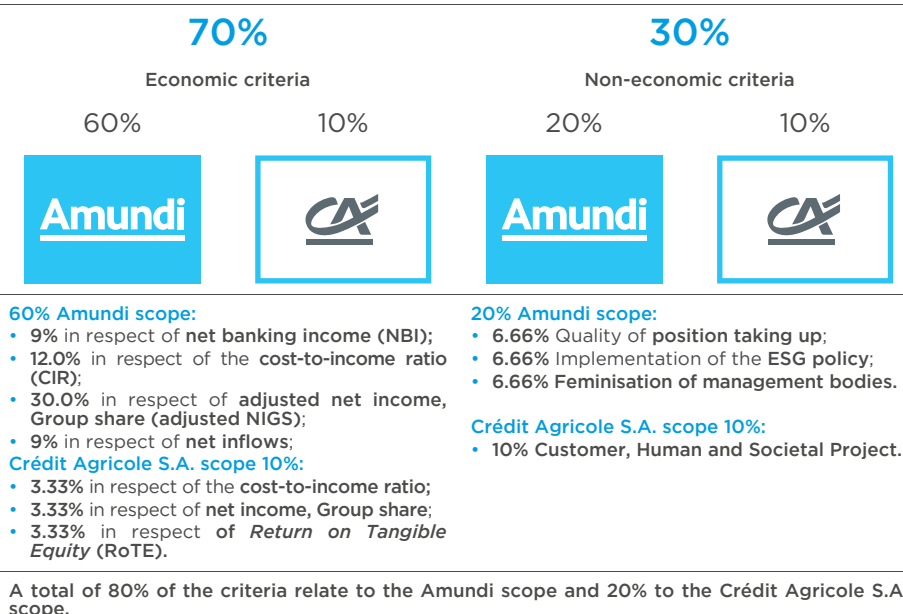 70%
30%
Economic criteria
Non-economic criteria
60%
10%
20%
10%
Amundi
CA
Amundi
CA
60% Amundi scope:
• 9% in respect of net banking income (NBI);
• 12.0% in respect of the cost-to-income ratio
(CIR);
• 30.0% in respect of adjusted net income,
Group share (adjusted NIGS);
• 9% in respect of net inflows;
Crédit Agricole S.A. scope 10%:
• 3.33% in respect of the cost-to-income ratio;
• 3.33% in respect of net income, Group share;
• 3.33% in respect of Return on Tangible
Equity (RoTE).
20% Amundi scope:
• 6.66% Quality of position taking up;
• 6.66% Implementation of the ESG policy;
• 6.66% Feminisation of management bodies.
Crédit Agricole S.A. scope 10%:
• 10% Customer, Human and Societal Project.
A total of 80% of the criteria relate to the Amundi scope and 20% to the Crédit Agricole S.A
scope.